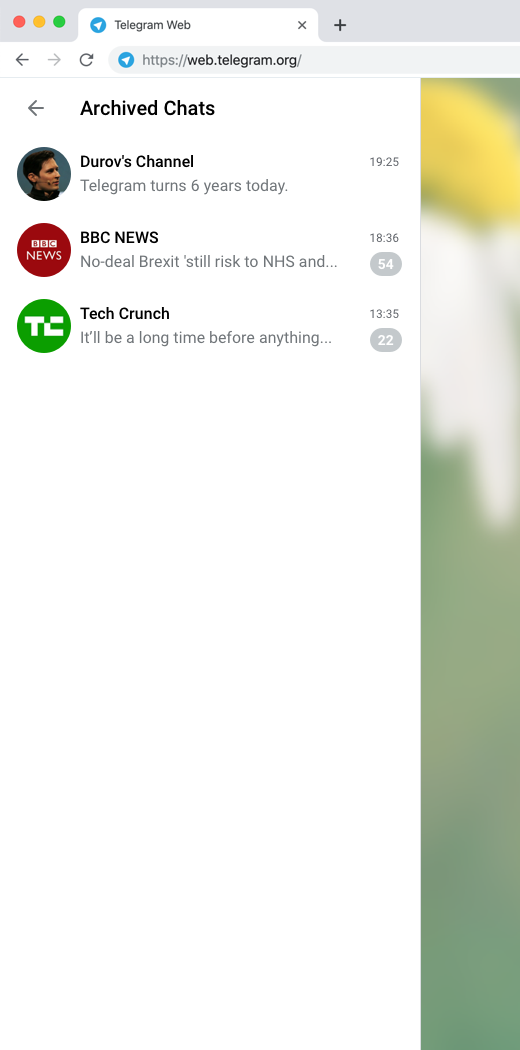 Telegram Web
https://web.telegram.org/
Archived Chats
Durov's Channel 19:25
Telegram turns 6 years today.
BBC NEWS 18:36
BBC
NEWS
No-deal Brexit 'still risk to NHS and... 54
Tech Crunch 13:35
TC
It’ll be a long time before anything... 22